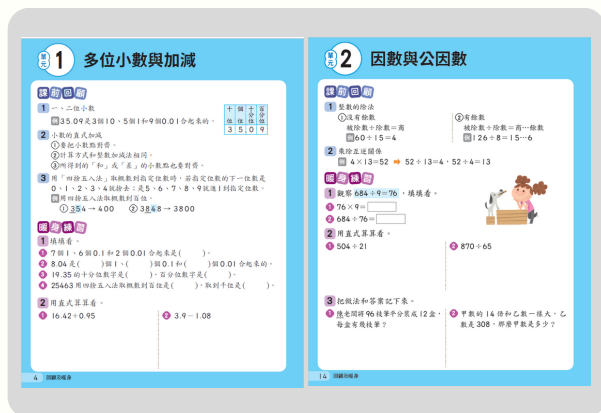 單元 1 多位小數與加減
課前回顧
1 一、二位小數
例 35.09是3個10、5個1和9個0.01合起來的。
十位 個位 十分位 百分位
3 5 0 9
2 小數的直式加減
①要把小數點對齊。
②計算方式和整數加減法相同。
③所得到的「和」或「差」的小數點也要對齊。
3 用「四捨五入法」取概數到指定位數時,若指定位數的下一位數是
0、1、2、3、4就捨去;是5、6、7、8、9就進1到指定位數。
例 用四捨五入法取概數到百位。
① 354 → 400 ② 3848 → 3800
暖身練習
1 填填看。
❶ 7個1、6個0.1和2個0.01合起來是( )。
❷ 8.04是( )個1、( )個0.1和( )個0.01合起來的。
❸ 19.35的十分位數字是( ),百分位數字是( )。
❹ 25463用四捨五入法取概數到百位是( ),取到千位是( )。
2 用直式算算看。
❶ 16.42+0.95
❷ 3.9-1.08
4 回顧及暖身
單元 2 因數與公因數
課前回顧
1 整數的除法
①沒有餘數
被除數÷除數=商
例 60÷15=4
②有餘數
被除數÷除數=商…餘數
例 126÷8=15…6
2 乘除互逆關係
例 4×13=52 ➡ 52÷13=4,52÷4=13
暖身練習
1 觀察 684÷9=76,填填看。
❶ 76×9=
❷ 684÷76=
2 用直式算算看。
❶ 504÷21
❷ 870÷65
3 把做法和答案記下來。
❶ 陳老闆將96枝筆平分裝成12盒,
每盒有幾枝筆?
❷ 甲數的14倍和乙數一樣大,乙
數是308,那麼甲數是多少?
14 回顧及暖身